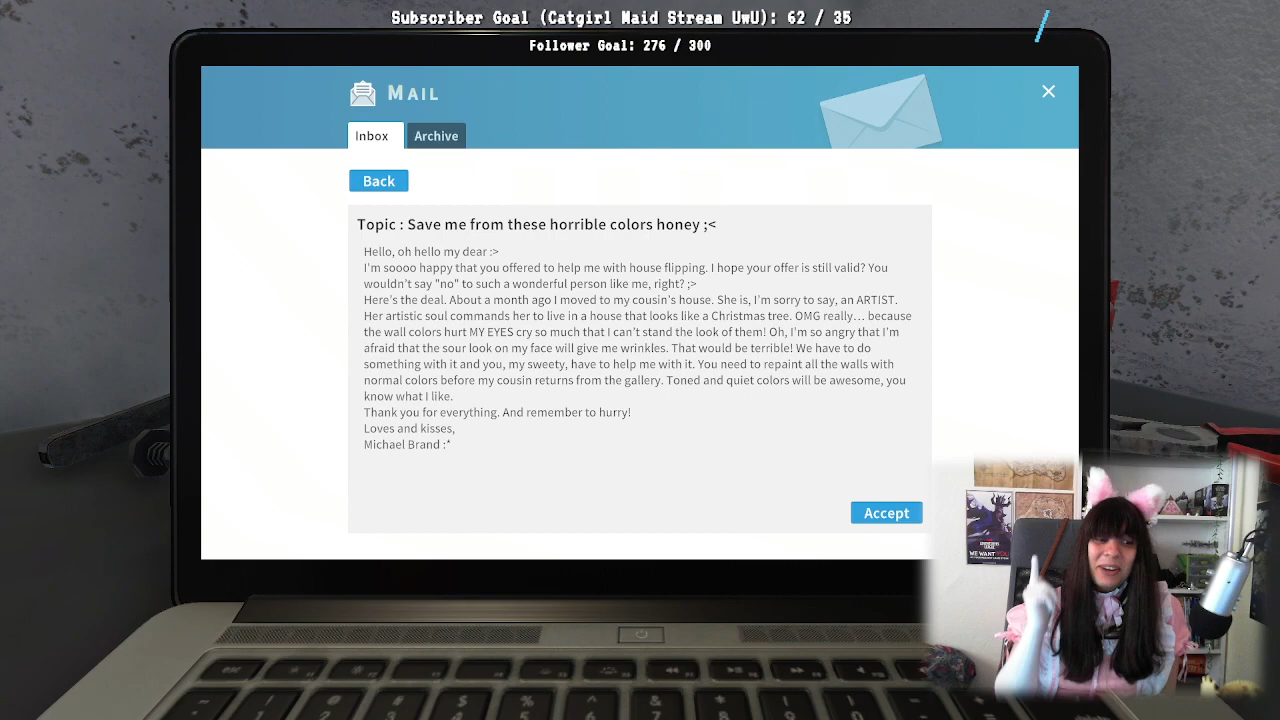 Subscriber Goal (Catgirl Maid Stream UwU): 62 / 35
Follower Goal: 276 / 300
MAIL
Inbox
Archive
Back
Topic : Save me from these horrible colors honey ;<
Hello, oh hello my dear :>
I'm soooo happy that you offered to help me with house flipping. I hope your offer is still valid? You
wouldn't say "no" to such a wonderful person like me, right? ;>
Here's the deal. About a month ago I moved to my cousin's house. She is, I'm sorry to say, an ARTIST.
Her artistic soul commands her to live in a house that looks like a Christmas tree. OMG really... because
the wall colors hurt MY EYES cry so much that I can't stand the look of them! Oh, I'm so angry that I'm
afraid that the sour look on my face will give me wrinkles. That would be terrible! We have to do
something with it and you, my sweety, have to help me with it. You need to repaint all the walls with
normal colors before my cousin returns from the gallery. Toned and quiet colors will be awesome, you
know what I like.
Thank you for everything. And remember to hurry!
Loves and kisses,
Michael Brand :*
Accept
WE WANT YOU